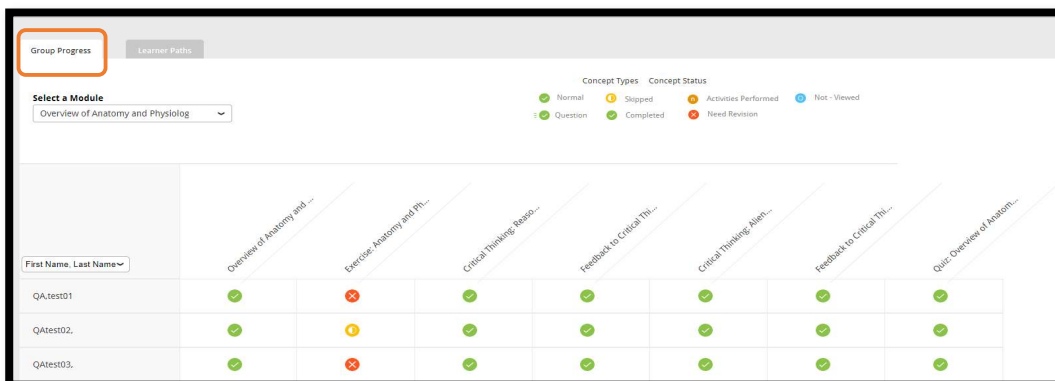 Group Progress
Learner Paths
Concept Types Concept Status
Select a Module
Normal Skipped Activities Performed Not - Viewed
Overview of Anatomy and Physiolog
Question Completed Need Revision
Overview of Anatomy and ...
Exercise: Anatomy and Ph...
Critical Thinking: Reaso...
Feedback to Critical Thi...
Critical Thinking: Alien...
Feedback to Critical Thi...
Quiz: Overview of Anatom...
First Name, Last Name
QA,test01
QAtest02,
QAtest03,